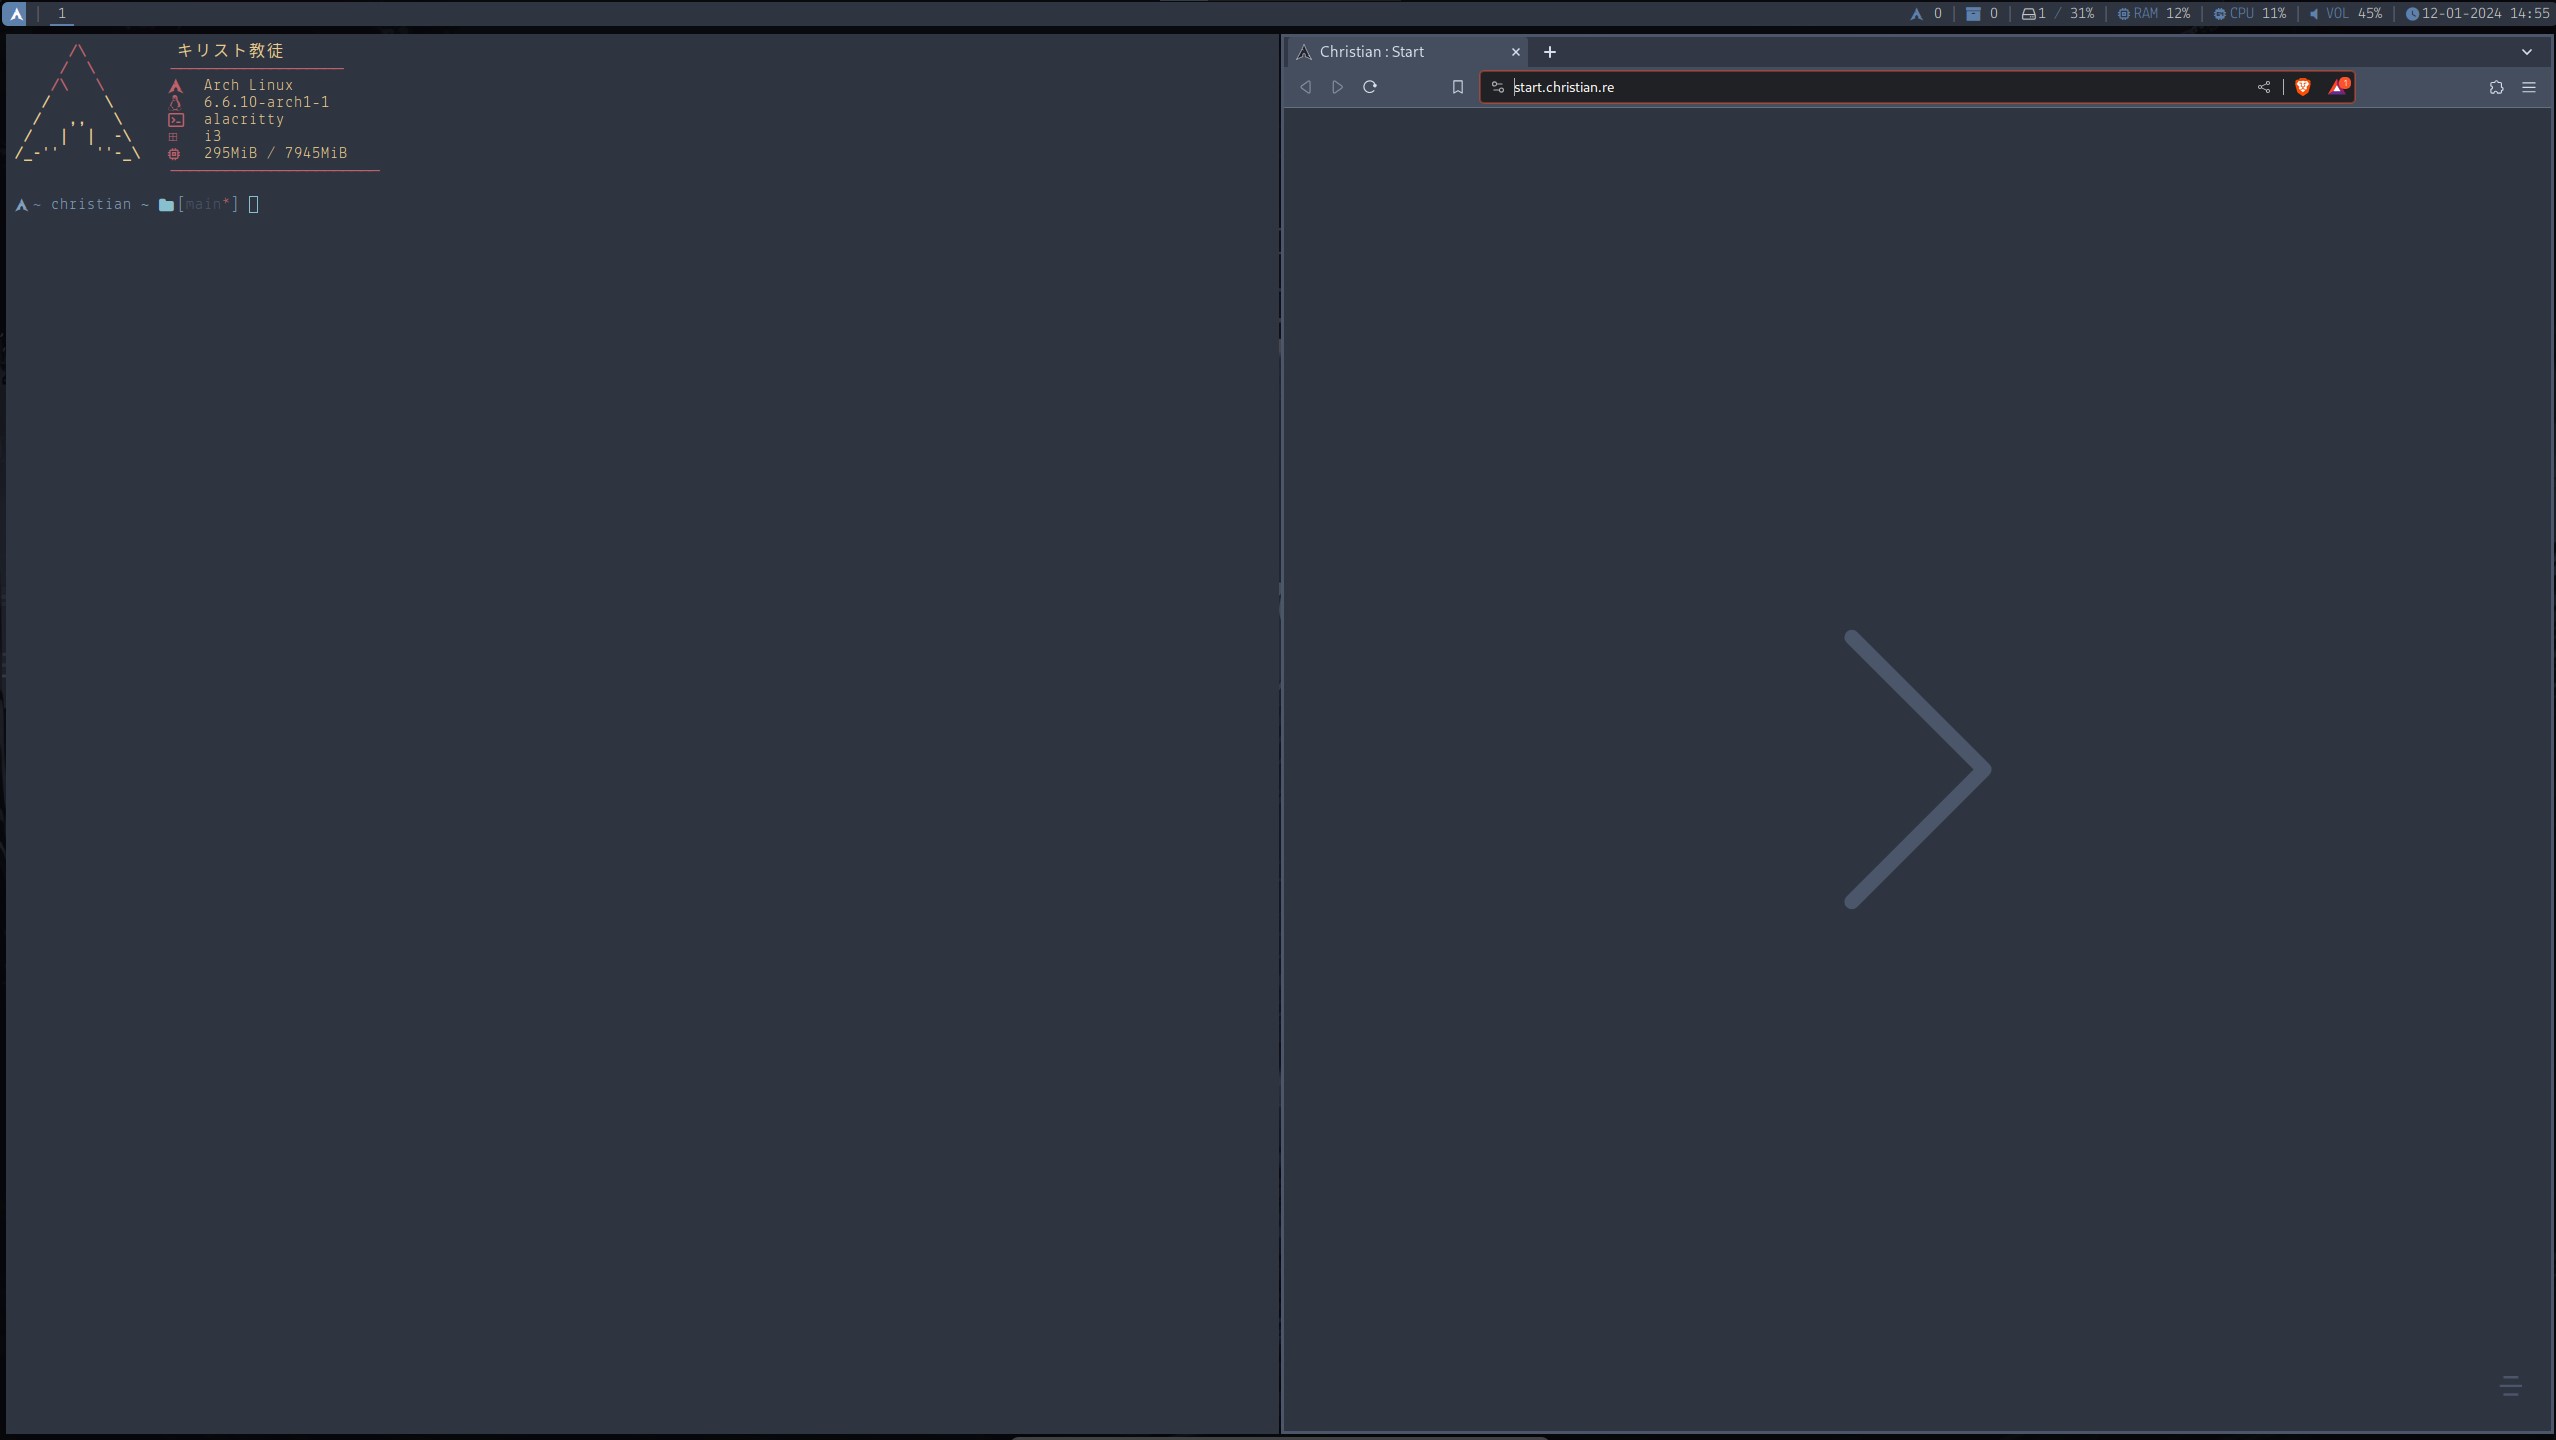 1
0
0
1 / 31%
RAM 12%
CPU 11%
VOL 45%
12-01-2024 14:55
キリスト教徒
Arch Linux
6.6.10-arch1-1
alacritty
i3
295MiB / 7945MiB
~ christian ~ [main*]
Christian : Start
start.christian.re
1